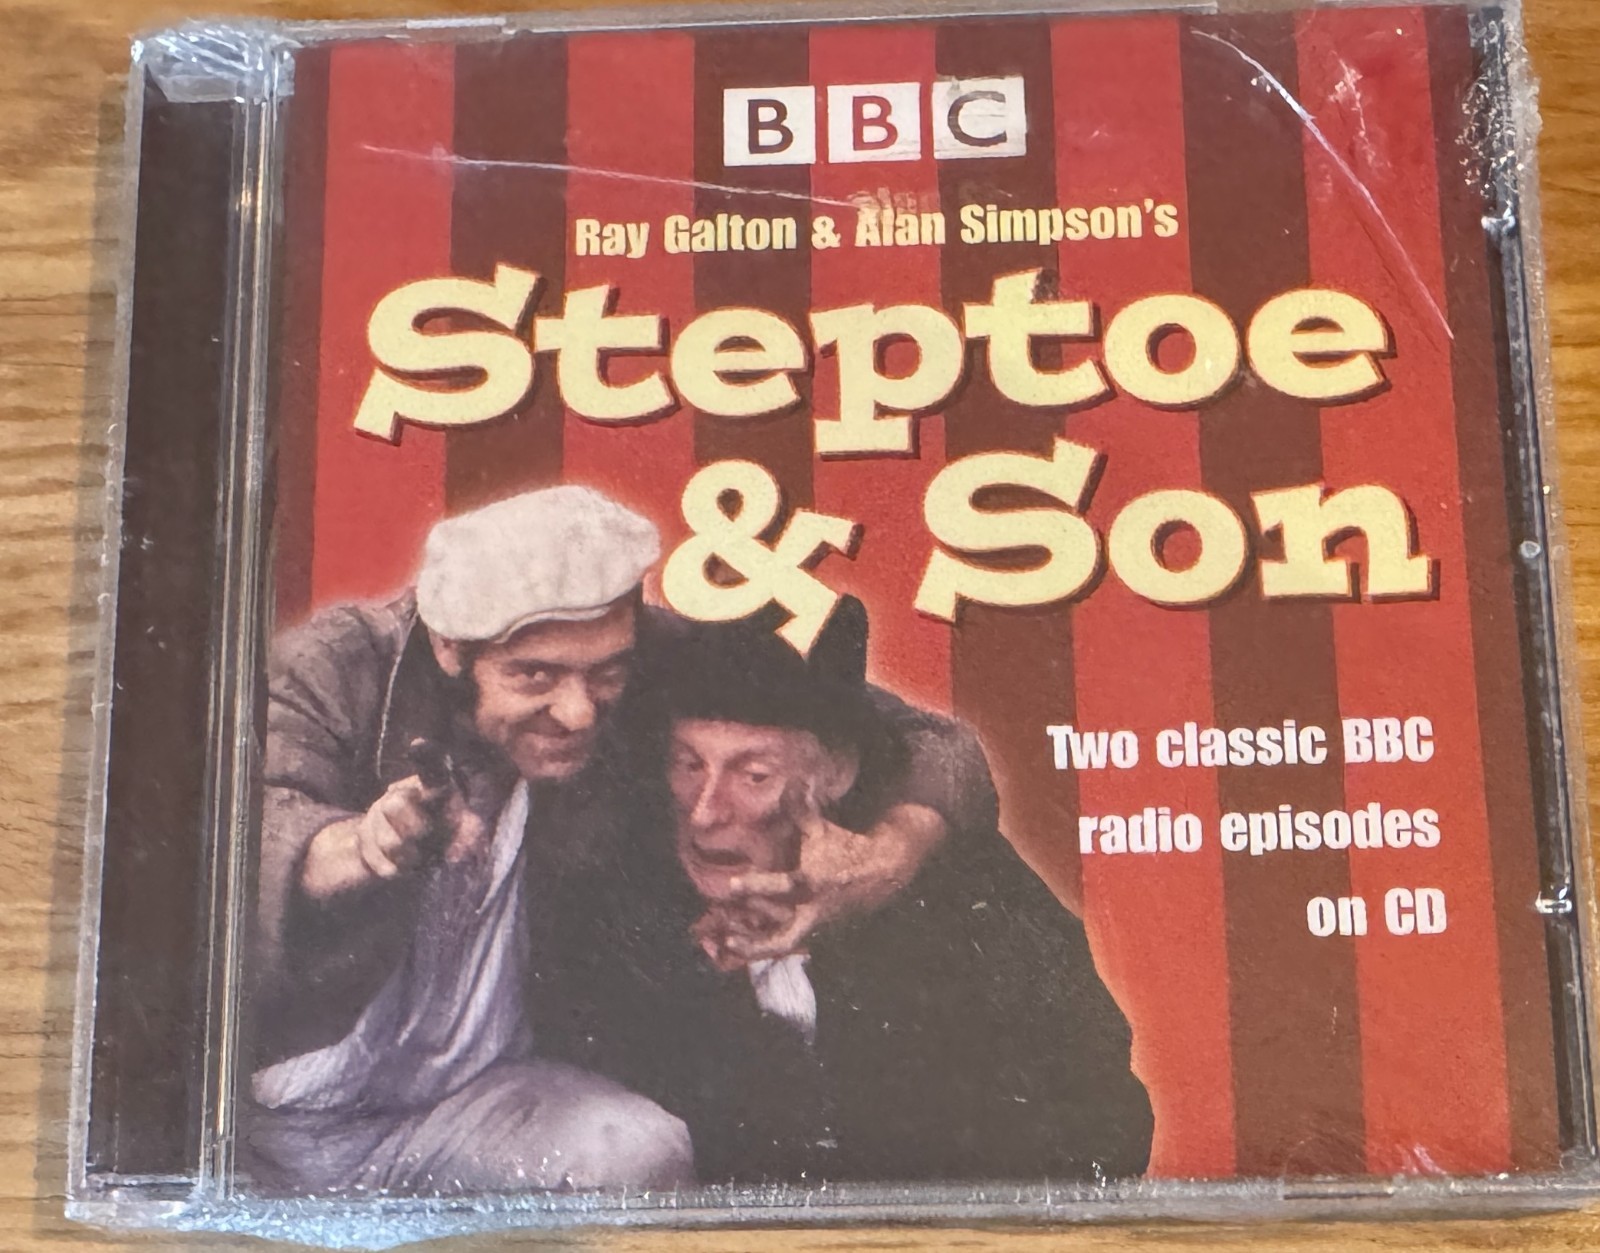 BBC
Ray Galton & Alan Simpson's
Steptoe
& Son
Two classic BBC
radio episodes
on CD